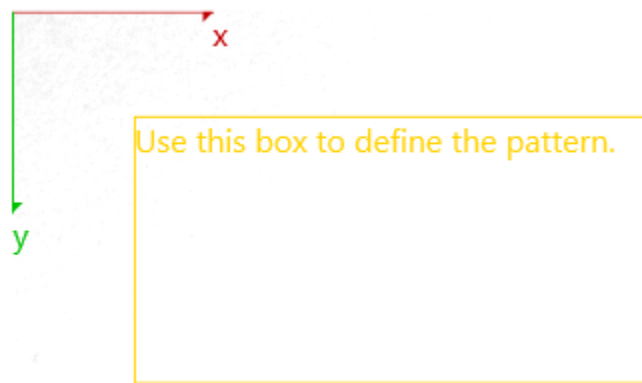 x
Use this box to define the pattern.
y